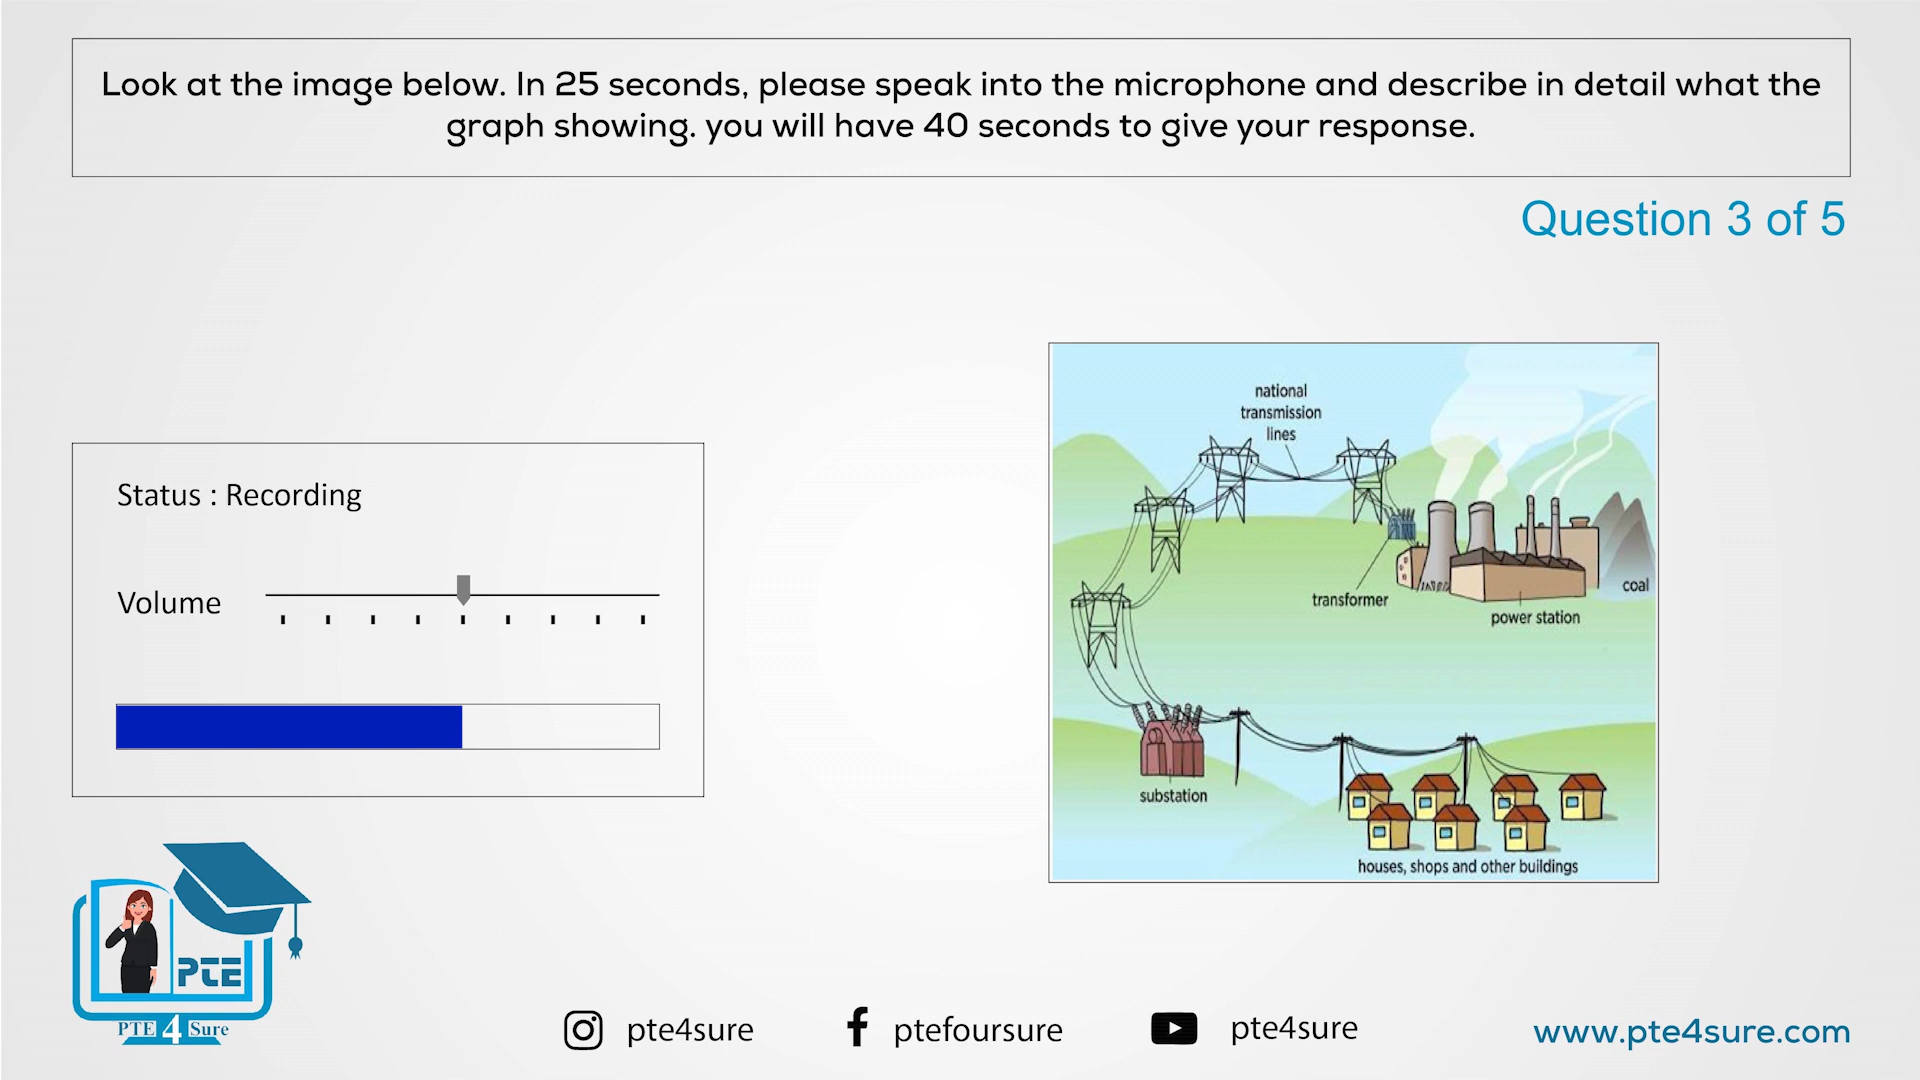 Look at the image below. In 25 seconds, please speak into the microphone and describe in detail what the
graph showing. you will have 40 seconds to give your response.
Question 3 of 5
Status : Recording
Volume
national
transmission
lines
coal
transformer
power station
substation
houses, shops and other buildings
PTE
PTE 4 Sure
pte4sure
ptefoursure
pte4sure
www.pte4sure.com